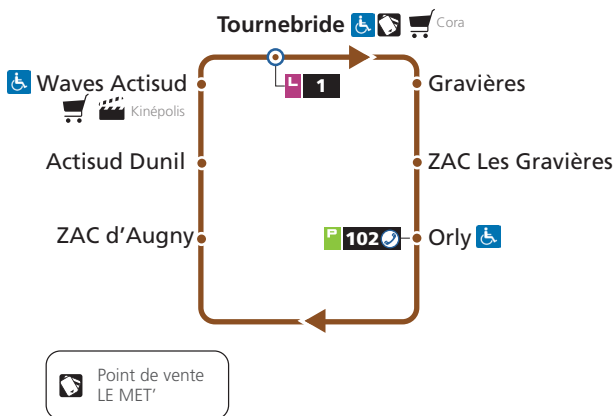 Tournebride Cora
L 1
Waves Actisud
Kinépolis
Gravières
Actisud Dunil
ZAC Les Gravières
ZAC d'Augny
P 102
Orly
Point de vente
LE MET'